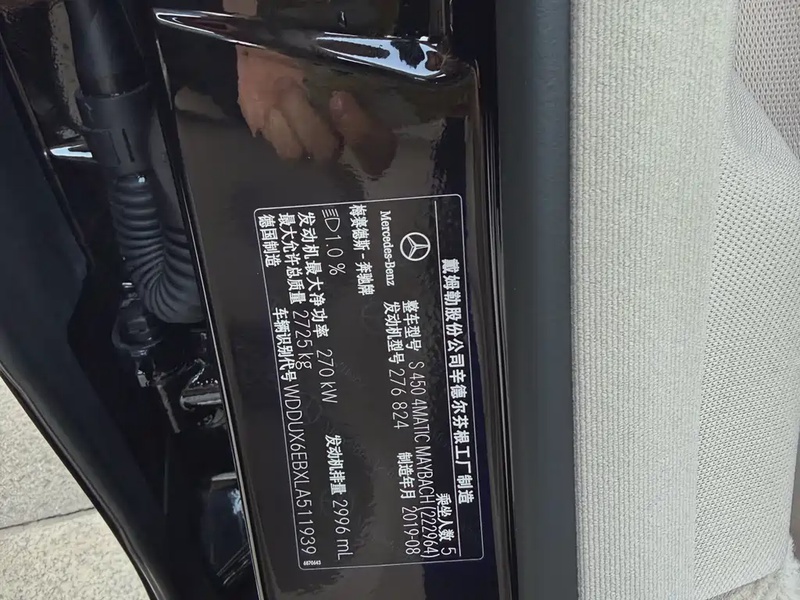 戴姆勒股份公司辛德尔芬根工厂制造
Mercedes-Benz
梅赛德斯-奔驰牌
乘坐人数 5
整车型号 S 450 4MATIC MAYBACH (222964)
发动机型号 276 824
制造年月 2019-08
1.0 %
发动机最大净功率 270 kW
发动机排量 2996 mL
最大允许总质量 2725 kg
德国制造
车辆识别代号 WDDUX6EBXLA511939